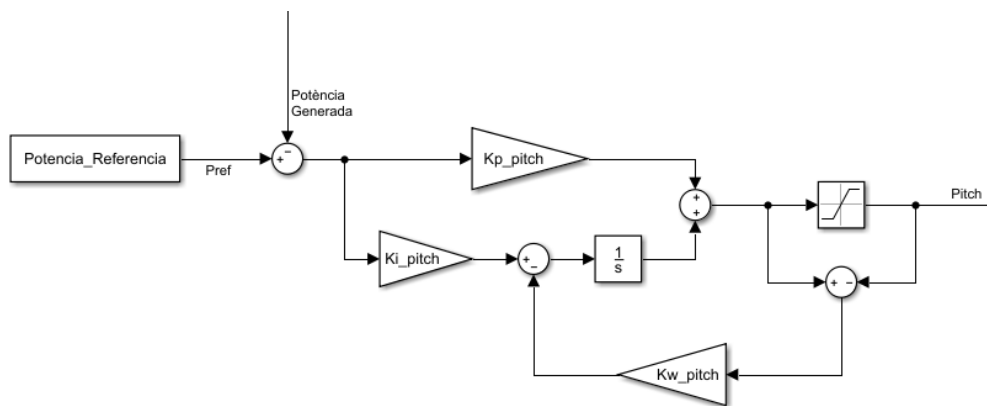 Potència
Generada
Potencia_Referencia
Pref
Kp_pitch
Pitch
Ki_pitch
1
s
Kw_pitch